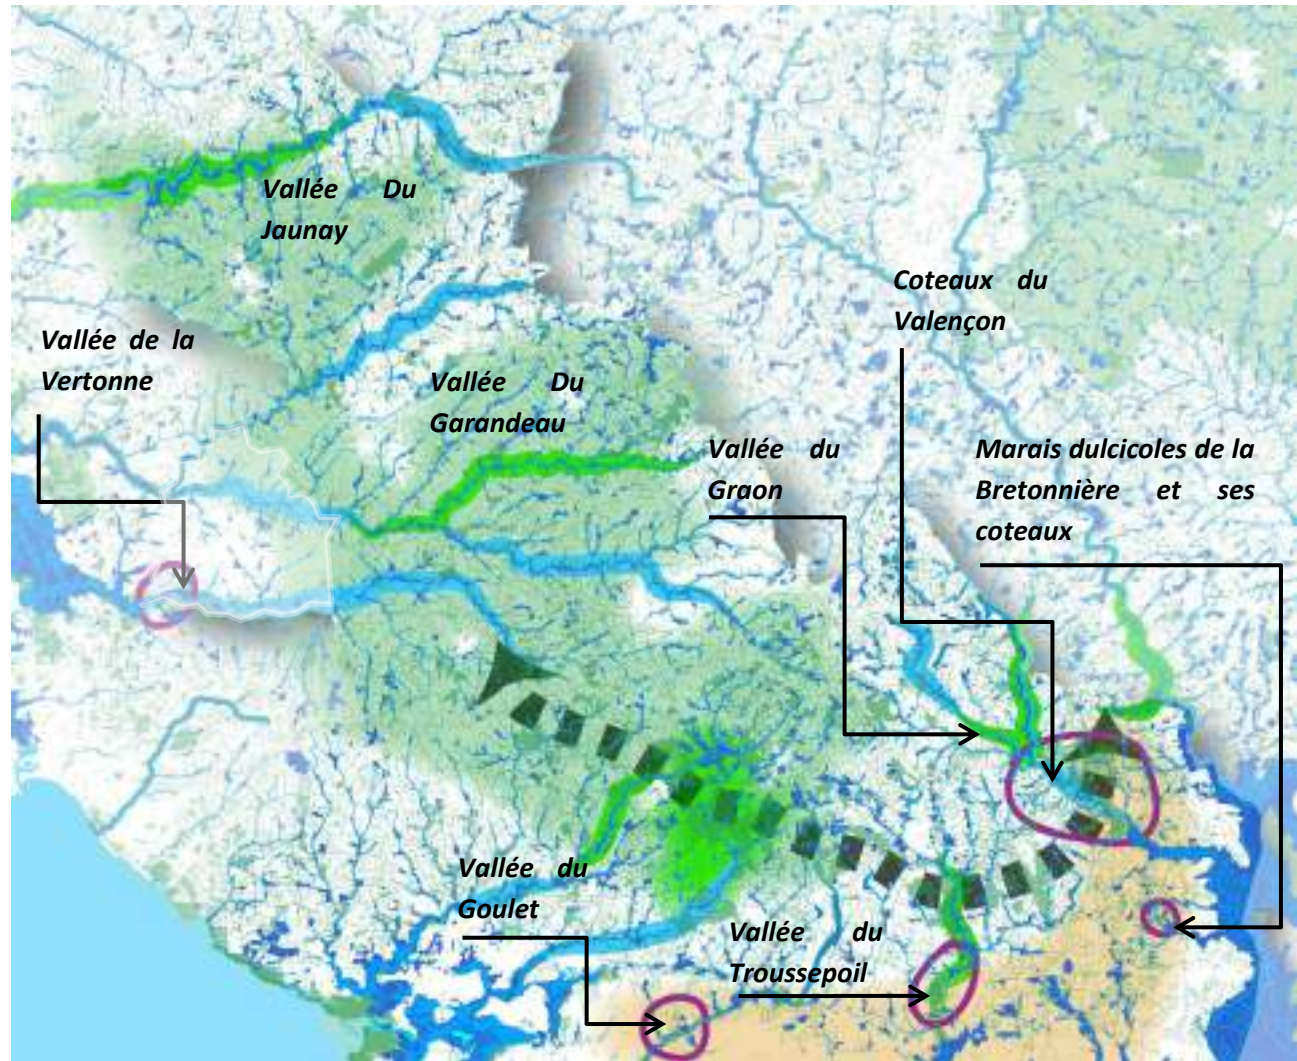 Vallée Du
Jaunay
Coteaux du
Valençon
Vallée de la
Vertonne
Vallée Du
Garandeau
Vallée du
Graon
Marais dulcicoles de la
Bretonnière et ses
coteaux
Vallée du
Goulet
Vallée du
Troussepoil